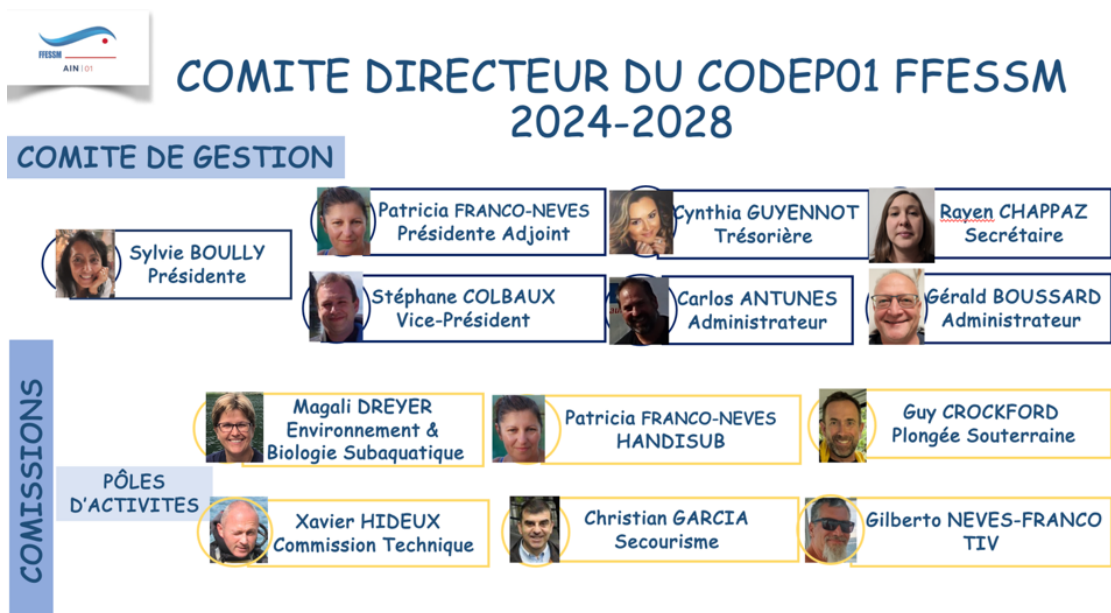 FFESSM
AIN | 01
COMITE DIRECTEUR DU CODEP01 FFESSM
2024-2028
COMITE DE GESTION
Sylvie BOULLY
Présidente
Patricia FRANCO-NEVES
Présidente Adjoint
Cynthia GUYENNOT
Trésorière
Rayen CHAPPAZ
Secrétaire
Stéphane COLBAUX
Vice-Président
Carlos ANTUNES
Administrateur
Gérald BOUSSARD
Administrateur
COMISSIONS
PÔLES
D'ACTIVITES
Magali DREYER
Environnement &
Biologie Subaquatique
Patricia FRANCO-NEVES
HANDISUB
Guy CROCKFORD
Plongée Souterraine
Xavier HIDEUX
Commission Technique
Christian GARCIA
Secourisme
Gilberto NEVES-FRANCO
TIV